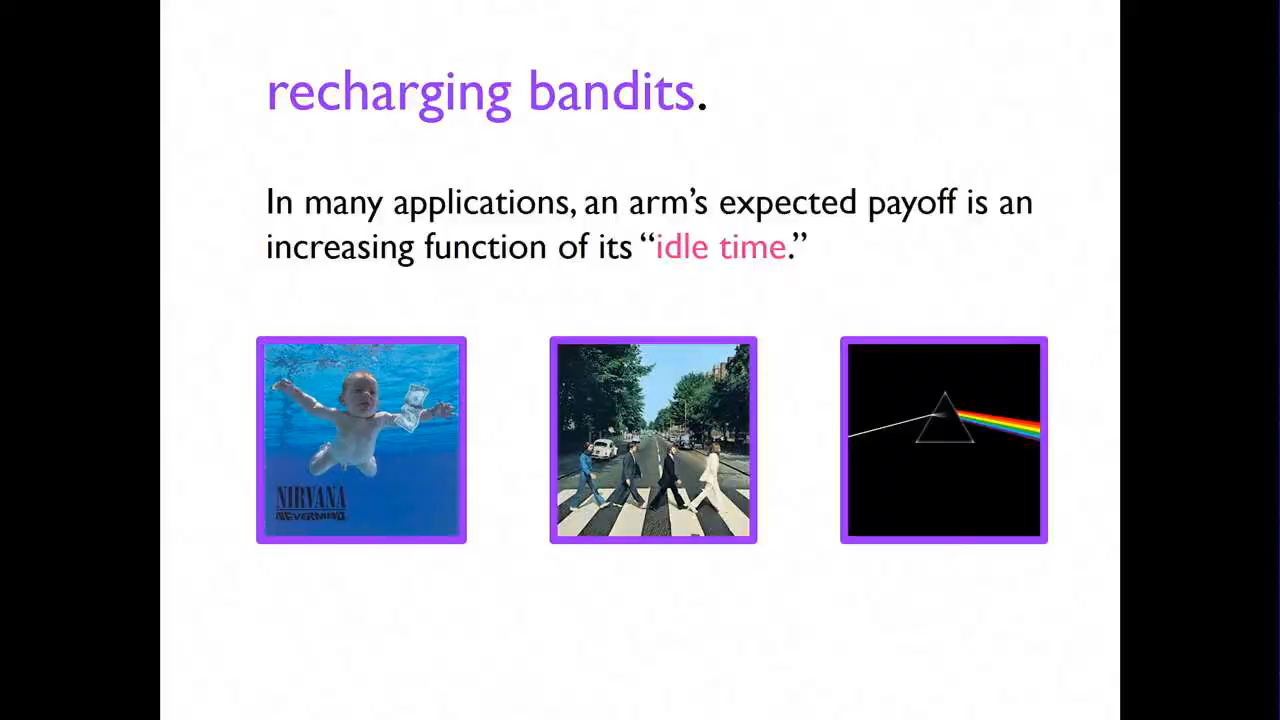 recharging bandits.
In many applications, an arm’s expected payoff is an
increasing function of its “idle time.”
NIRVANA
NEVERMIND